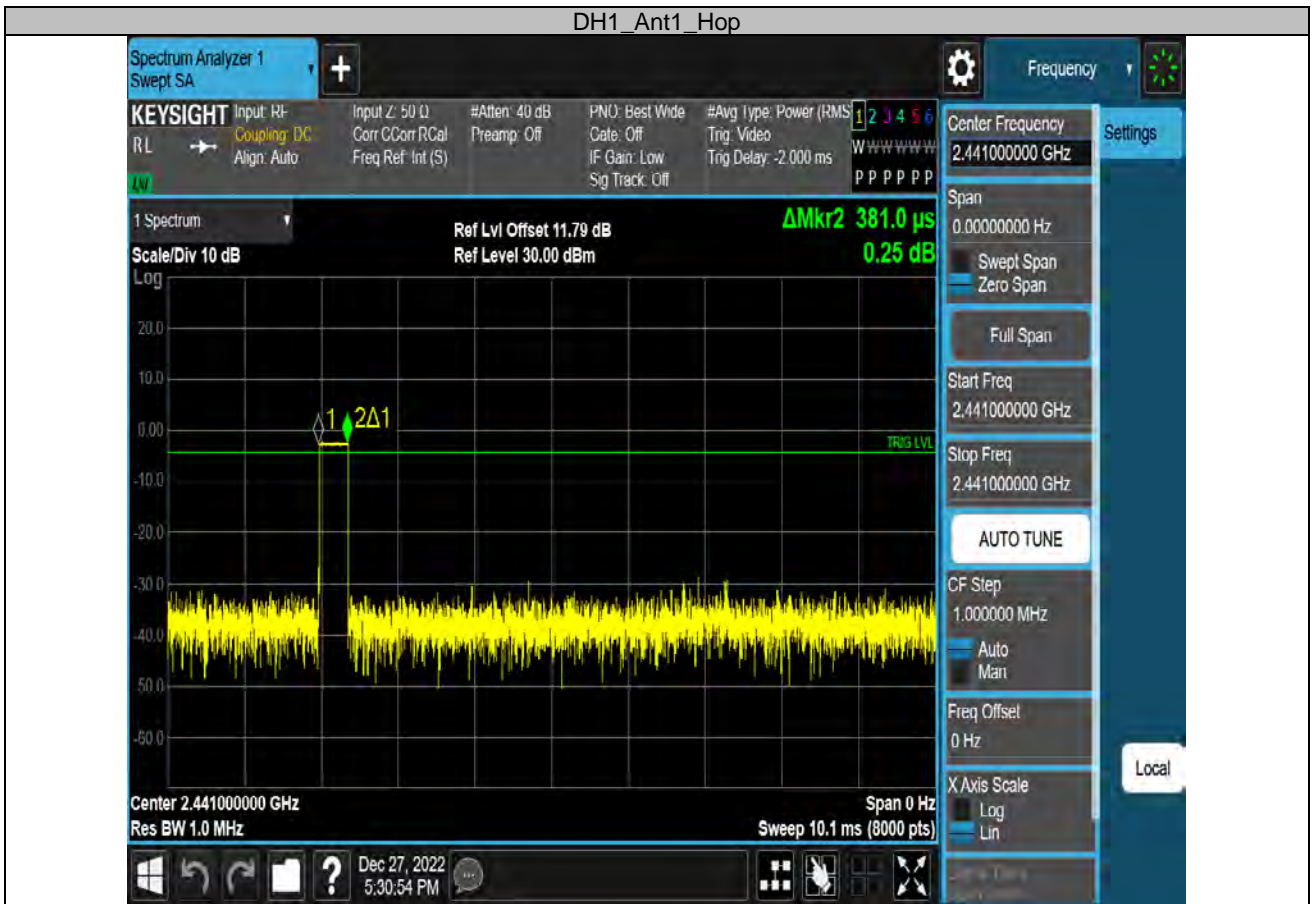 DH1_Ant1_Hop
Spectrum Analyzer 1
Swept SA
+
Frequency
KEYSIGHT
RL
Input: RF
Coupling: DC
Align: Auto
Input Z: 50 Ω
Corr CCorr RCal
Freq Ref: Int (S)
#Atten: 40 dB
Preamp: Off
PNO: Best Wide
Gate: Off
IF Gain: Low
Sig Track: Off
#Avg Type: Power (RMS
Trig: Video
Trig Delay: -2.000 ms
1 2 3 4 5 6
W W W W W W
P P P P P P
1 Spectrum
Scale/Div 10 dB
Log
Ref Lvl Offset 11.79 dB
Ref Level 30.00 dBm
ΔMkr2 381.0 µs
0.25 dB
20.0
10.0
0.00
-10.0
-20.0
-30.0
-40.0
-50.0
-60.0
1
2Δ1
TRIG LVL
Center 2.441000000 GHz
Res BW 1.0 MHz
Span 0 Hz
Sweep 10.1 ms (8000 pts)
Center Frequency
2.441000000 GHz
Settings
Span
0.00000000 Hz
Swept Span
Zero Span
Full Span
Start Freq
2.441000000 GHz
Stop Freq
2.441000000 GHz
AUTO TUNE
CF Step
1.000000 MHz
Auto
Man
Freq Offset
0 Hz
X Axis Scale
Log
Lin
Local
?
Dec 27, 2022
5:30:54 PM